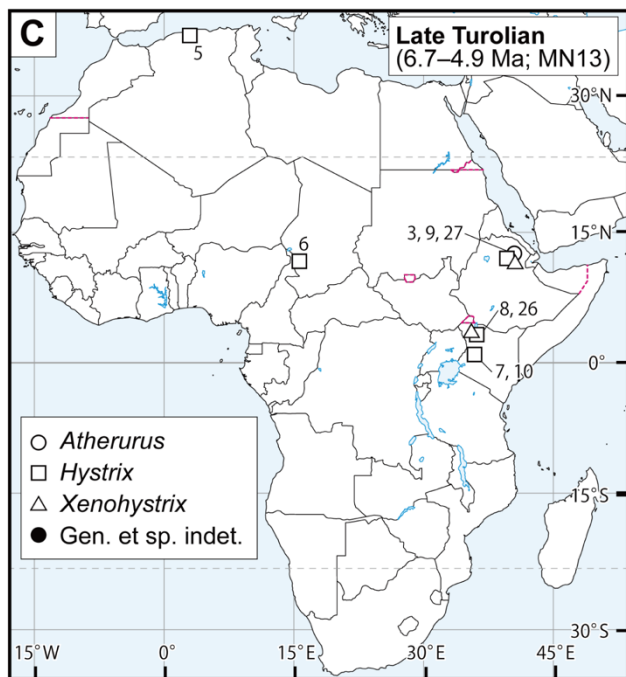 C
Late Turolian
(6.7–4.9 Ma; MN13)
5
30°N
15°N
3, 9, 27
6
8, 26
0°
7, 10
Atherurus
Hystrix
Xenohystrix
Gen. et sp. indet.
15°S
30°S
15°W
0°
15°E
30°E
45°E